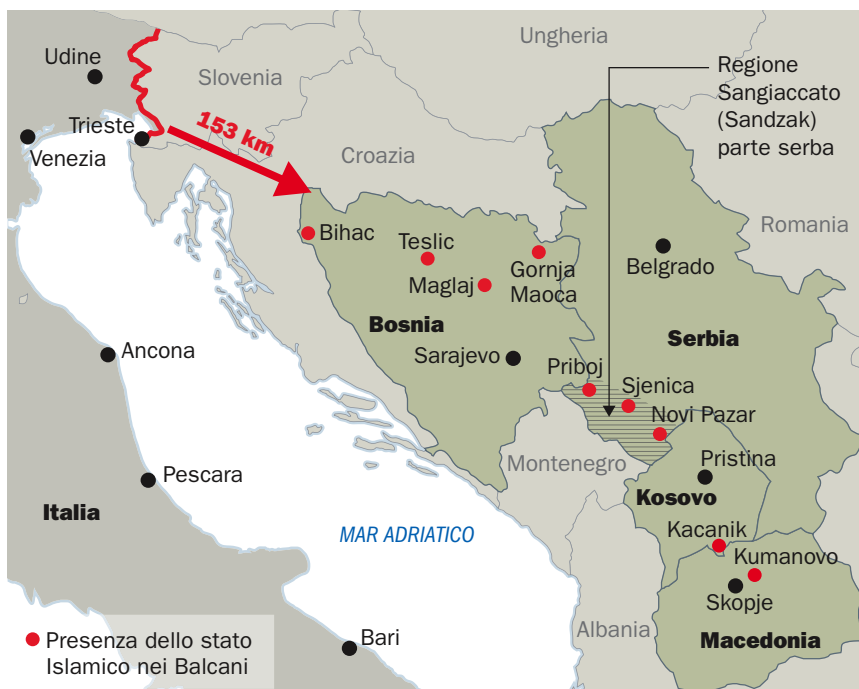 Ungheria
Udine
Slovenia
Regione
Sangiaccato
(Sandzak)
parte serba
Trieste
153 km
Venezia
Croazia
Romania
Bihac
Teslic
Gornja
Maoca
Belgrado
Maglaj
Bosnia
Serbia
Ancona
Sarajevo
Priboj
Sjenica
Novi Pazar
Pescara
Montenegro
Pristina
Italia
Kosovo
MAR ADRIATICO
Kacanik
Kumanovo
Skopje
Albania
Macedonia
Bari
Presenza dello stato
Islamico nei Balcani